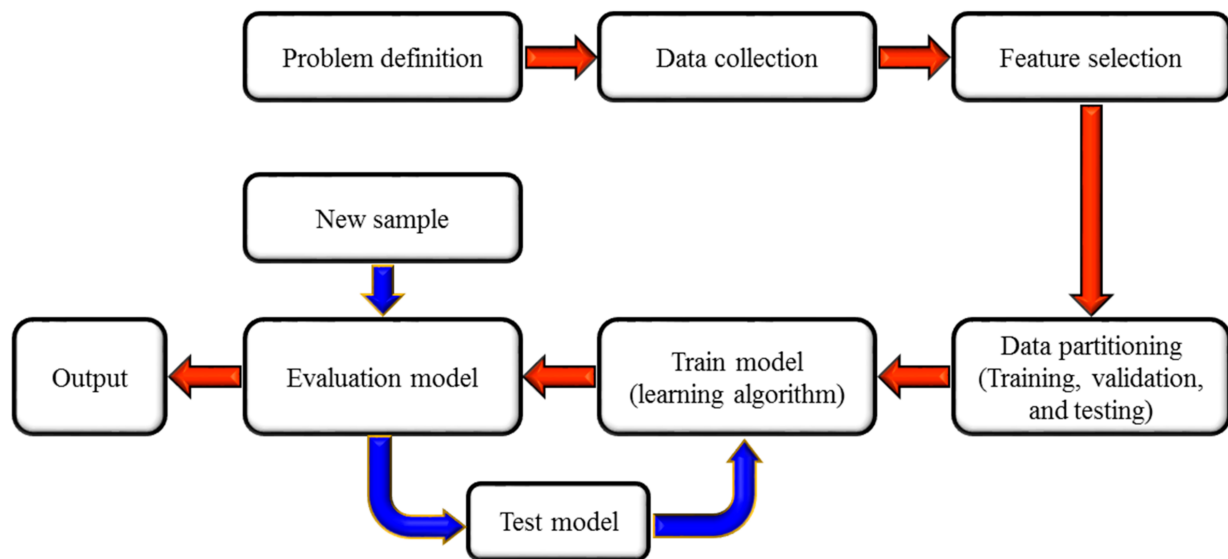 Problem definition
Data collection
Feature selection
New sample
Output
Evaluation model
Train model
(learning algorithm)
Data partitioning
(Training, validation,
and testing)
Test model